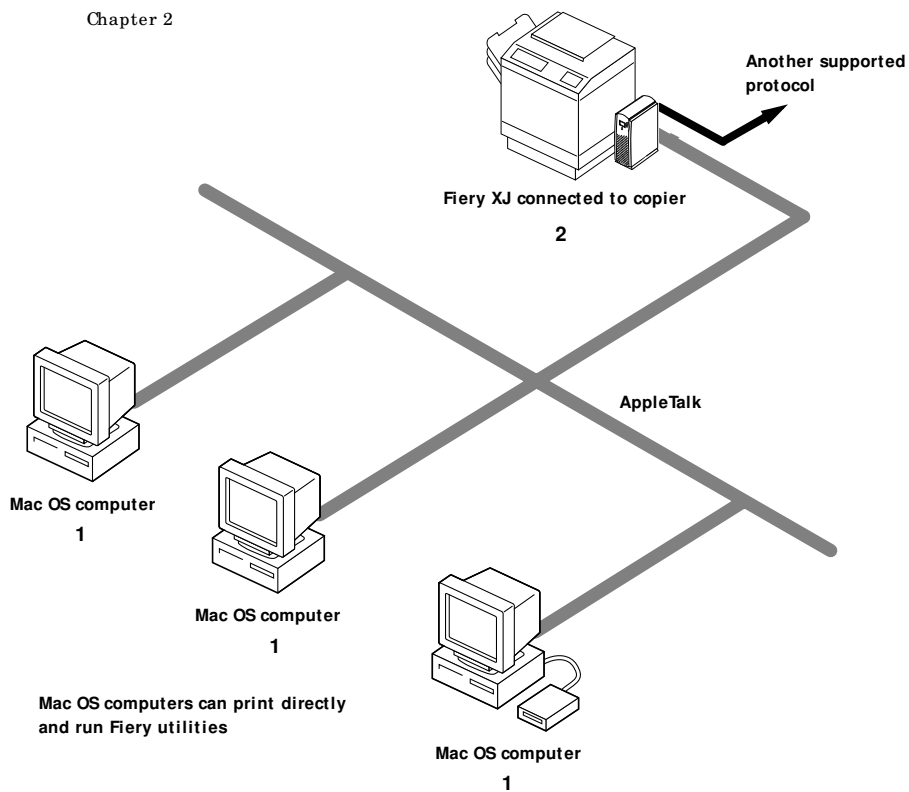 Chapter 2
Another supported
protocol
Fiery XJ connected to copier
2
AppleTalk
Mac OS computer
1
Mac OS computer
1
Mac OS computers can print directly
and run Fiery utilities
Mac OS computer
1